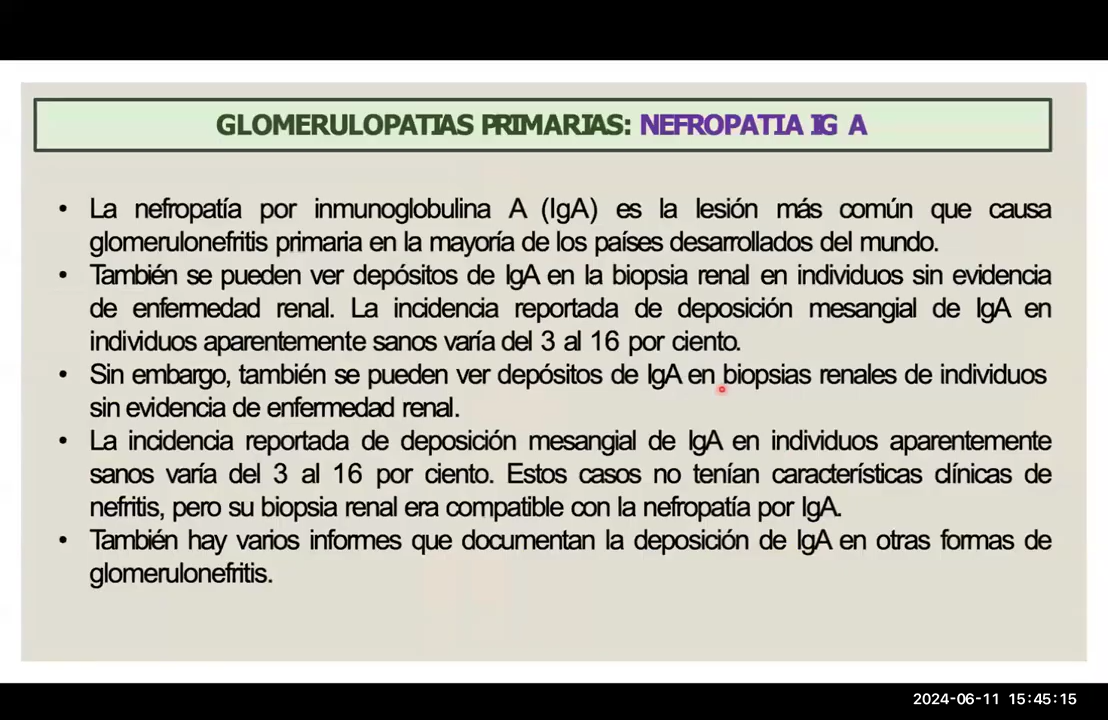 GLOMERULOPATIAS PRIMARIAS: NEFROPATIA IG A
• La nefropatía por inmunoglobulina A (IgA) es la lesión más común que causa
glomerulonefritis primaria en la mayoría de los países desarrollados del mundo.
• También se pueden ver depósitos de IgA en la biopsia renal en individuos sin evidencia
de enfermedad renal. La incidencia reportada de deposición mesangial de IgA en
individuos aparentemente sanos varía del 3 al 16 por ciento.
• Sin embargo, también se pueden ver depósitos de IgA en biopsias renales de individuos
sin evidencia de enfermedad renal.
• La incidencia reportada de deposición mesangial de IgA en individuos aparentemente
sanos varía del 3 al 16 por ciento. Estos casos no tenían características clínicas de
nefritis, pero su biopsia renal era compatible con la nefropatía por IgA.
• También hay varios informes que documentan la deposición de IgA en otras formas de
glomerulonefritis.
2024-06-11 15:45:15